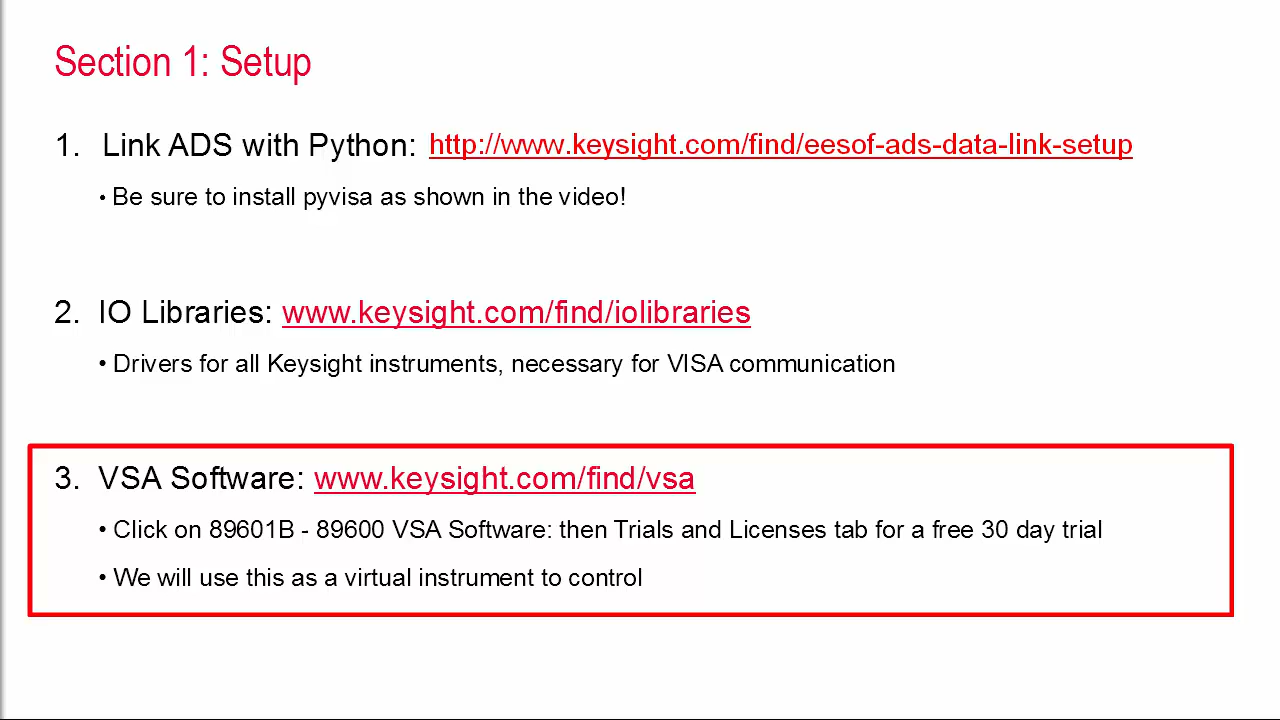 Section 1: Setup
1. Link ADS with Python: http://www.keysight.com/find/eesof-ads-data-link-setup
• Be sure to install pyvisa as shown in the video!
2. IO Libraries: www.keysight.com/find/iolibraries
• Drivers for all Keysight instruments, necessary for VISA communication
3. VSA Software: www.keysight.com/find/vsa
• Click on 89601B - 89600 VSA Software: then Trials and Licenses tab for a free 30 day trial
• We will use this as a virtual instrument to control